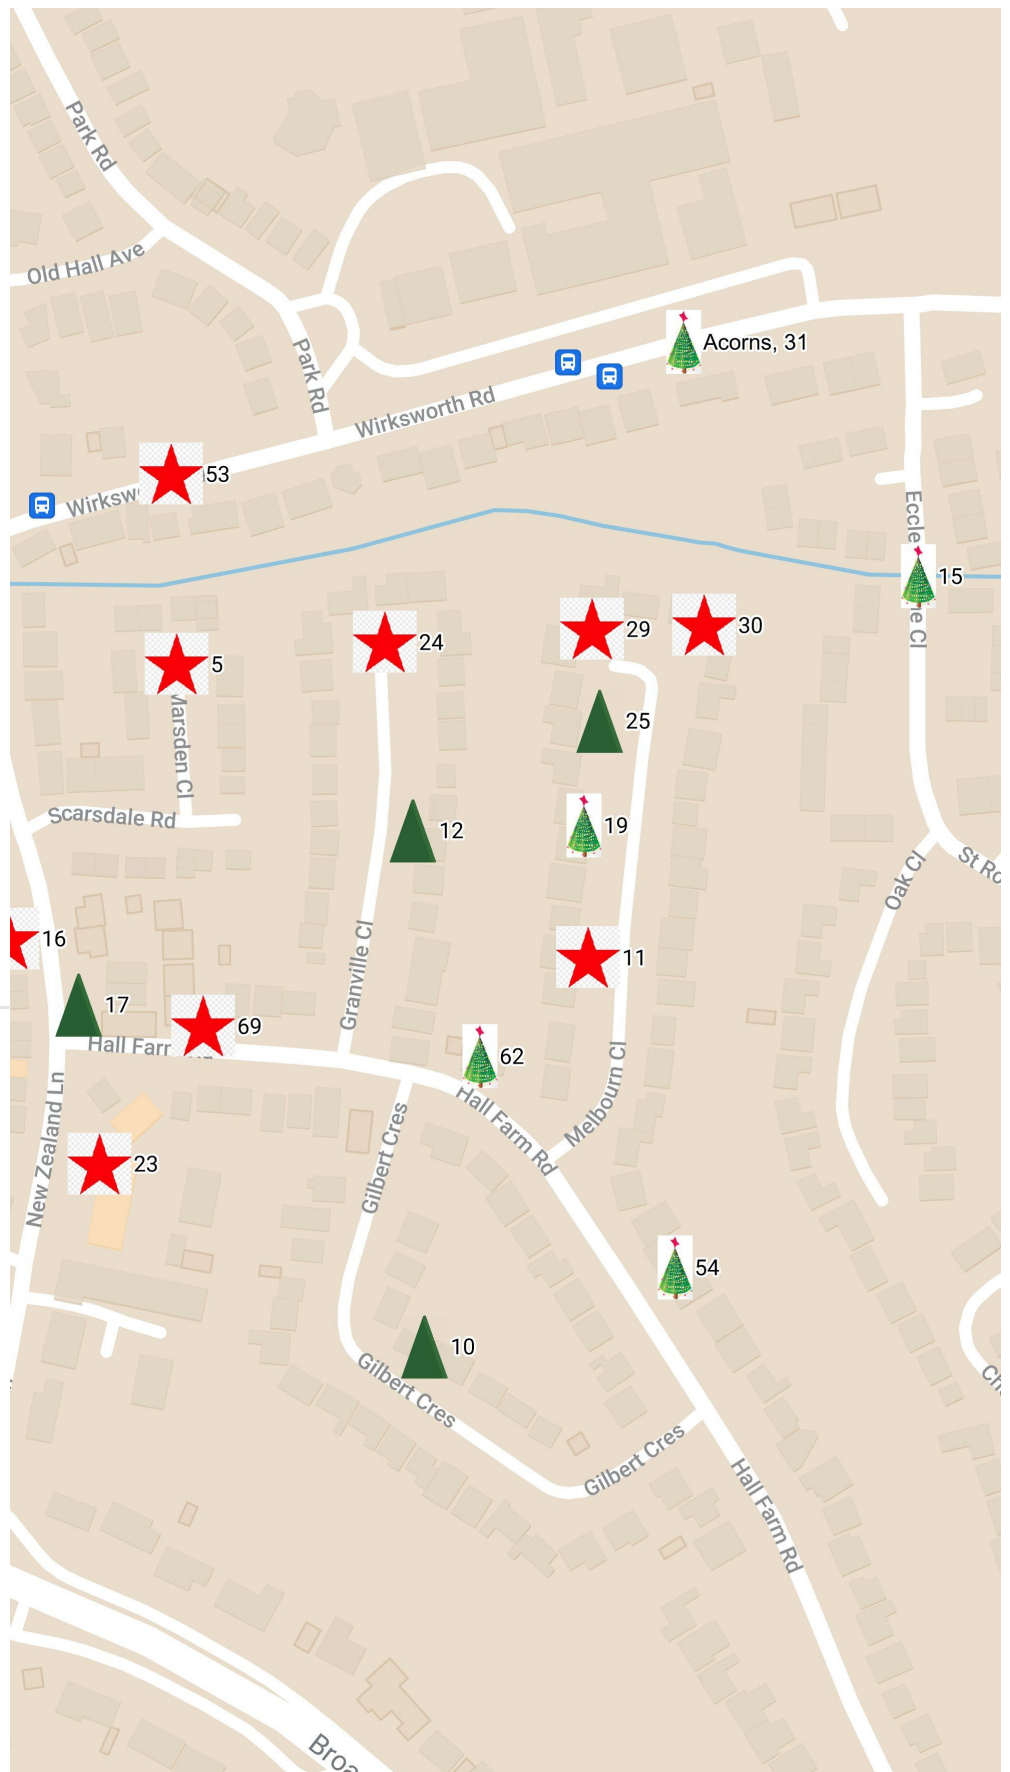 Park Rd
Old Hall Ave
Park Rd
Acorns, 31
Wirksworth Rd
53
Wirksw
Eccle
15
le Cl
24
29
30
5
Marsden Cl
25
Scarsdale Rd
12
19
St Ro
Oak Cl
16
11
Granville Cl
17
69
Hall Farr
62
Melbourn Cl
Hall Farm Rd
New Zealand Ln
Gilbert Cres
23
54
10
Gilbert Cres
Ch
Gilbert Cres
Hall Farm Rd
Broa